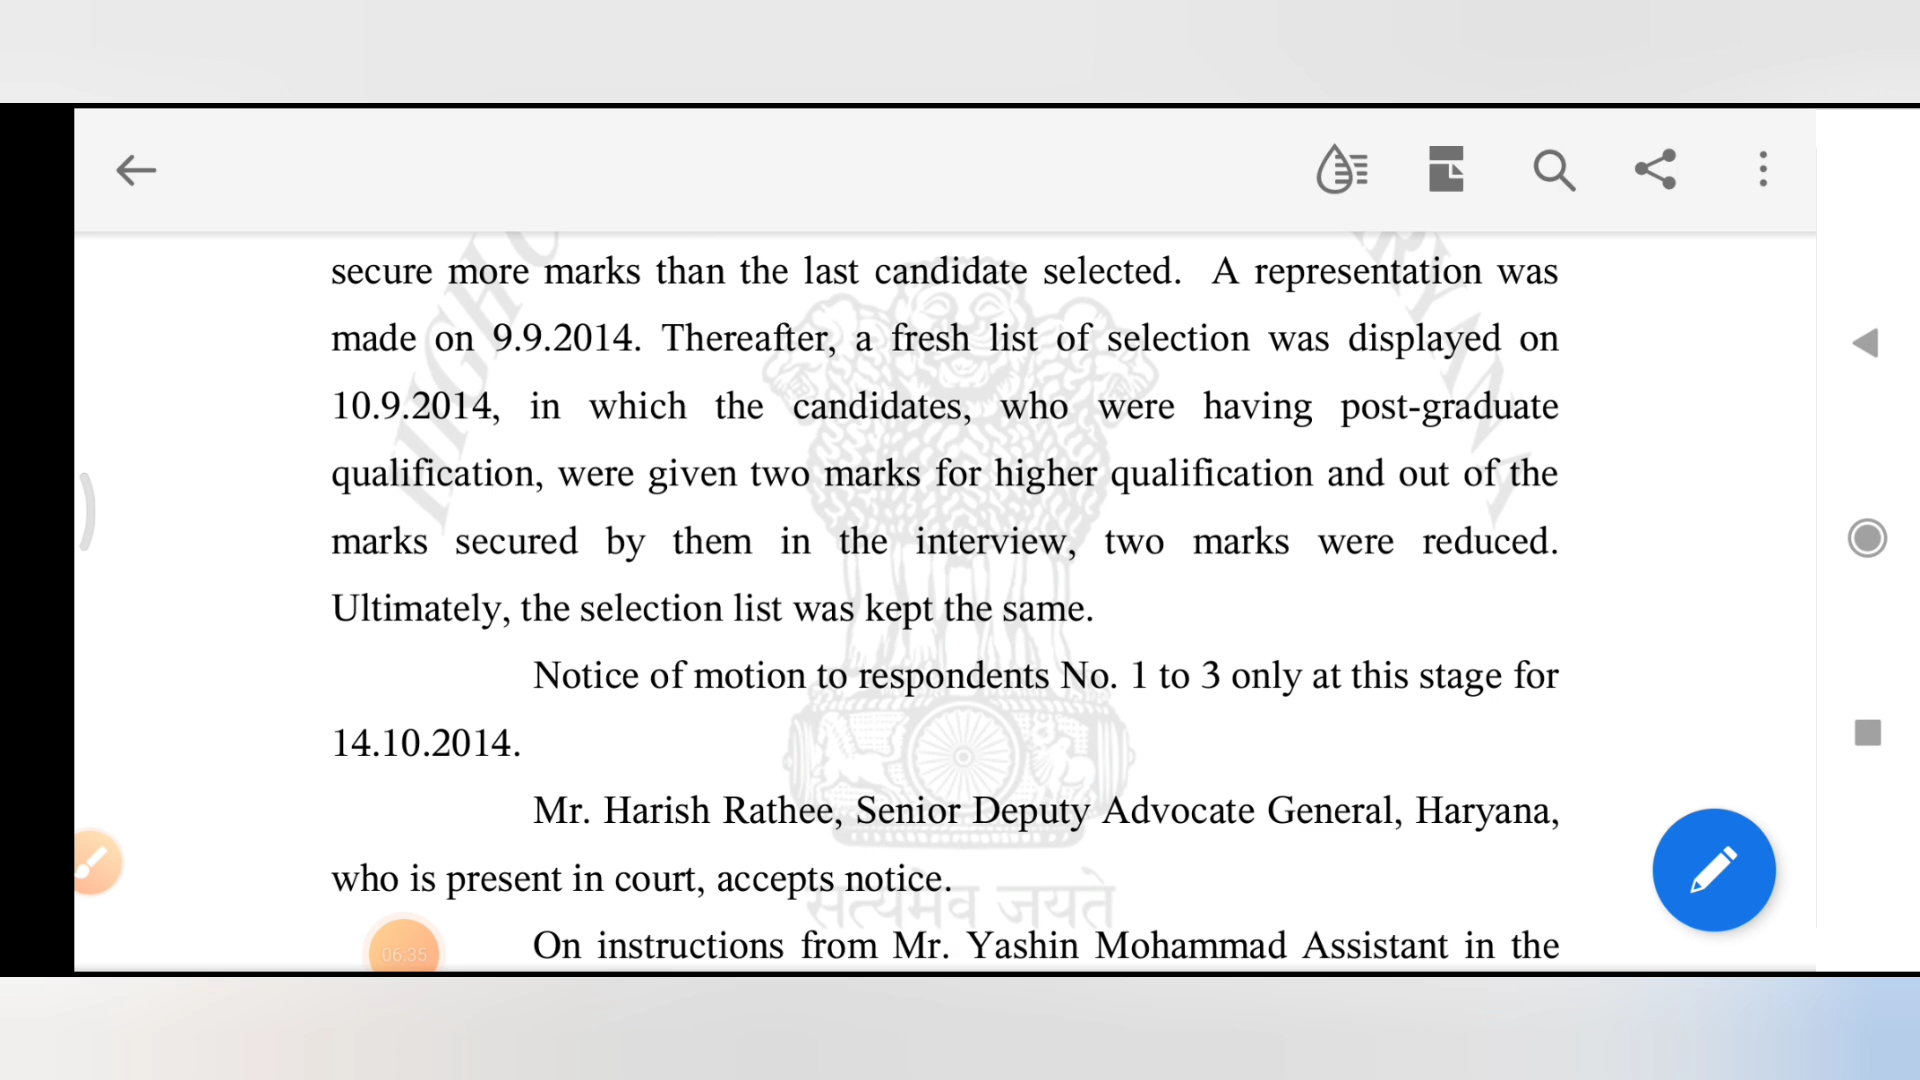 secure more marks than the last candidate selected. A representation was
made on 9.9.2014. Thereafter, a fresh list of selection was displayed on
10.9.2014, in which the candidates, who were having post-graduate
qualification, were given two marks for higher qualification and out of the
marks secured by them in the interview, two marks were reduced.
Ultimately, the selection list was kept the same.
Notice of motion to respondents No. 1 to 3 only at this stage for
14.10.2014.
Mr. Harish Rathee, Senior Deputy Advocate General, Haryana,
who is present in court, accepts notice.
सत्यमेव जयते
06:35
On instructions from Mr. Yashin Mohammad Assistant in the